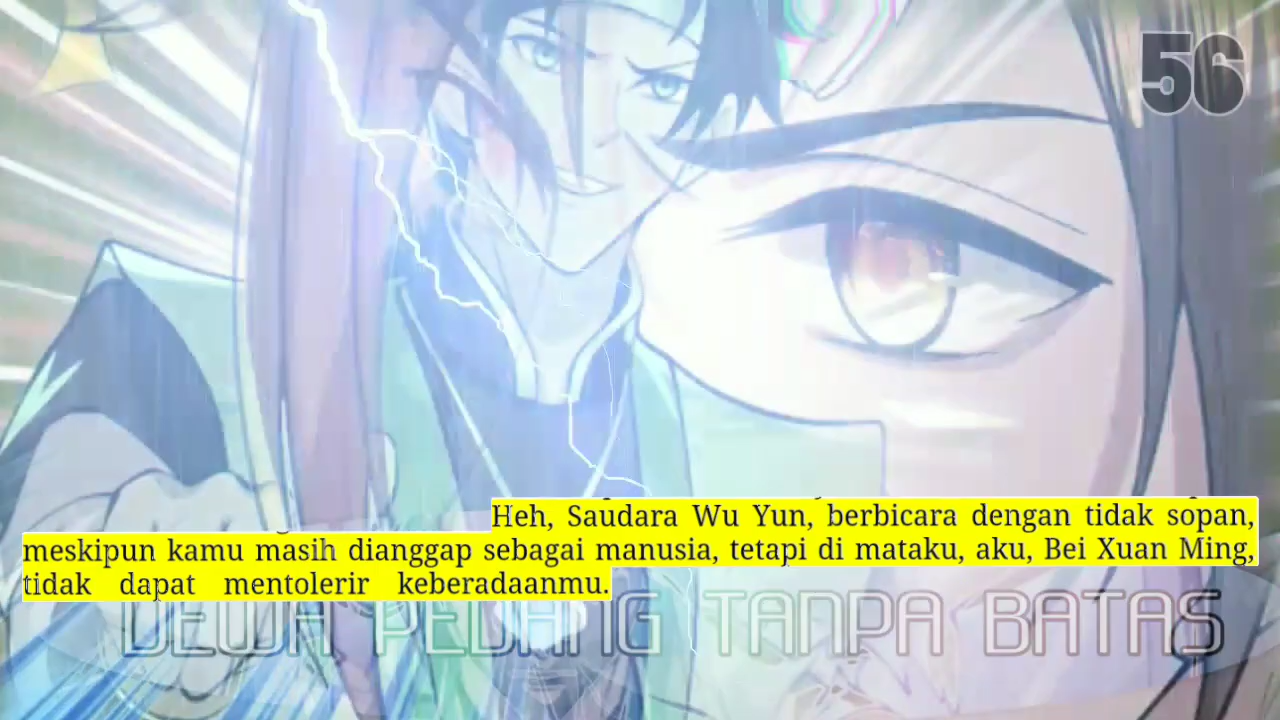 56
Heh, Saudara Wu Yun, berbicara dengan tidak sopan,
meskipun kamu masih dianggap sebagai manusia, tetapi di mataku, aku, Bei Xuan Ming,
tidak dapat mentolerir keberadaanmu.
DEWA PEDANG TANPA BATAS